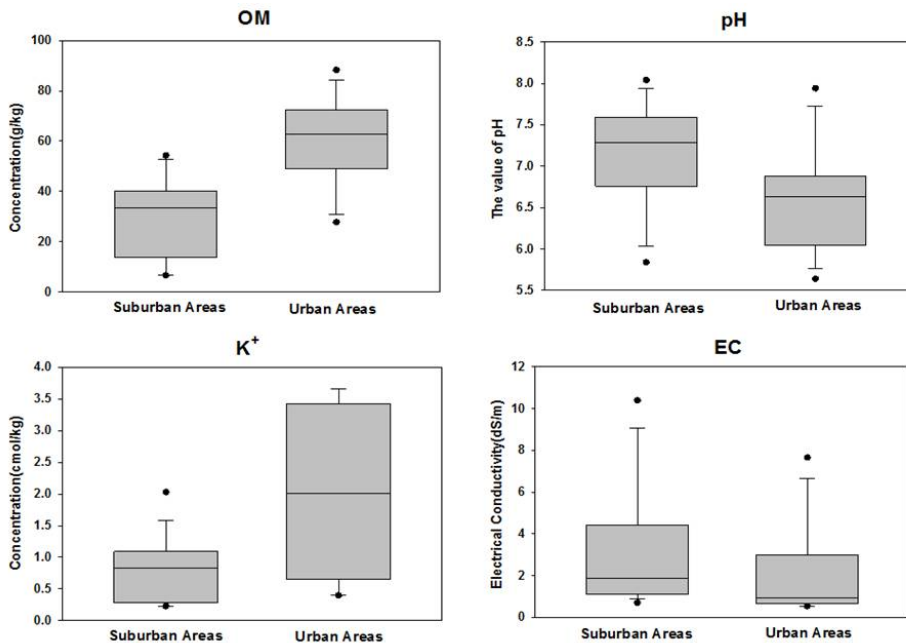 OM
Concentration(g/kg)
100
80
60
40
20
0
Suburban Areas
Urban Areas
pH
The value of pH
8.5
8.0
7.5
7.0
6.5
6.0
5.5
Suburban Areas
Urban Areas
K+
Concentration(cmol/kg)
4.0
3.5
3.0
2.5
2.0
1.5
1.0
0.5
0.0
Suburban Areas
Urban Areas
EC
Electrical Conductivity(dS/m)
12
10
8
6
4
2
0
Suburban Areas
Urban Areas